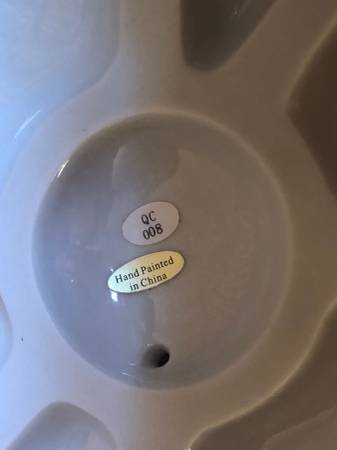 QC
008
Hand Painted
in China